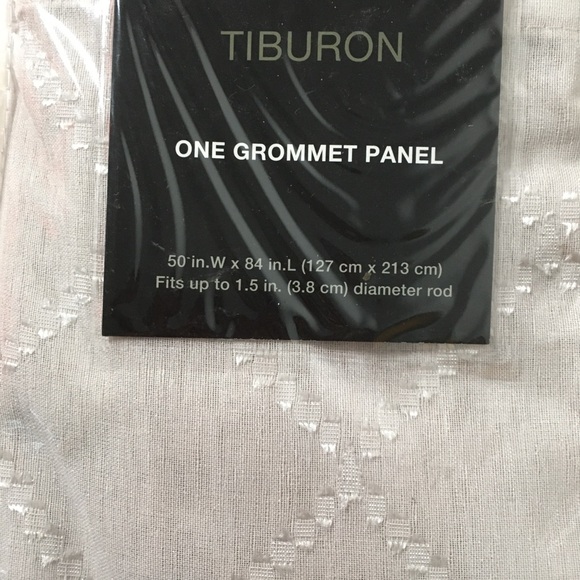 TIBURON
ONE GROMMET PANEL
50 in.W x 84 in.L (127 cm x 213 cm)
Fits up to 1.5 in. (3.8 cm) diameter rod